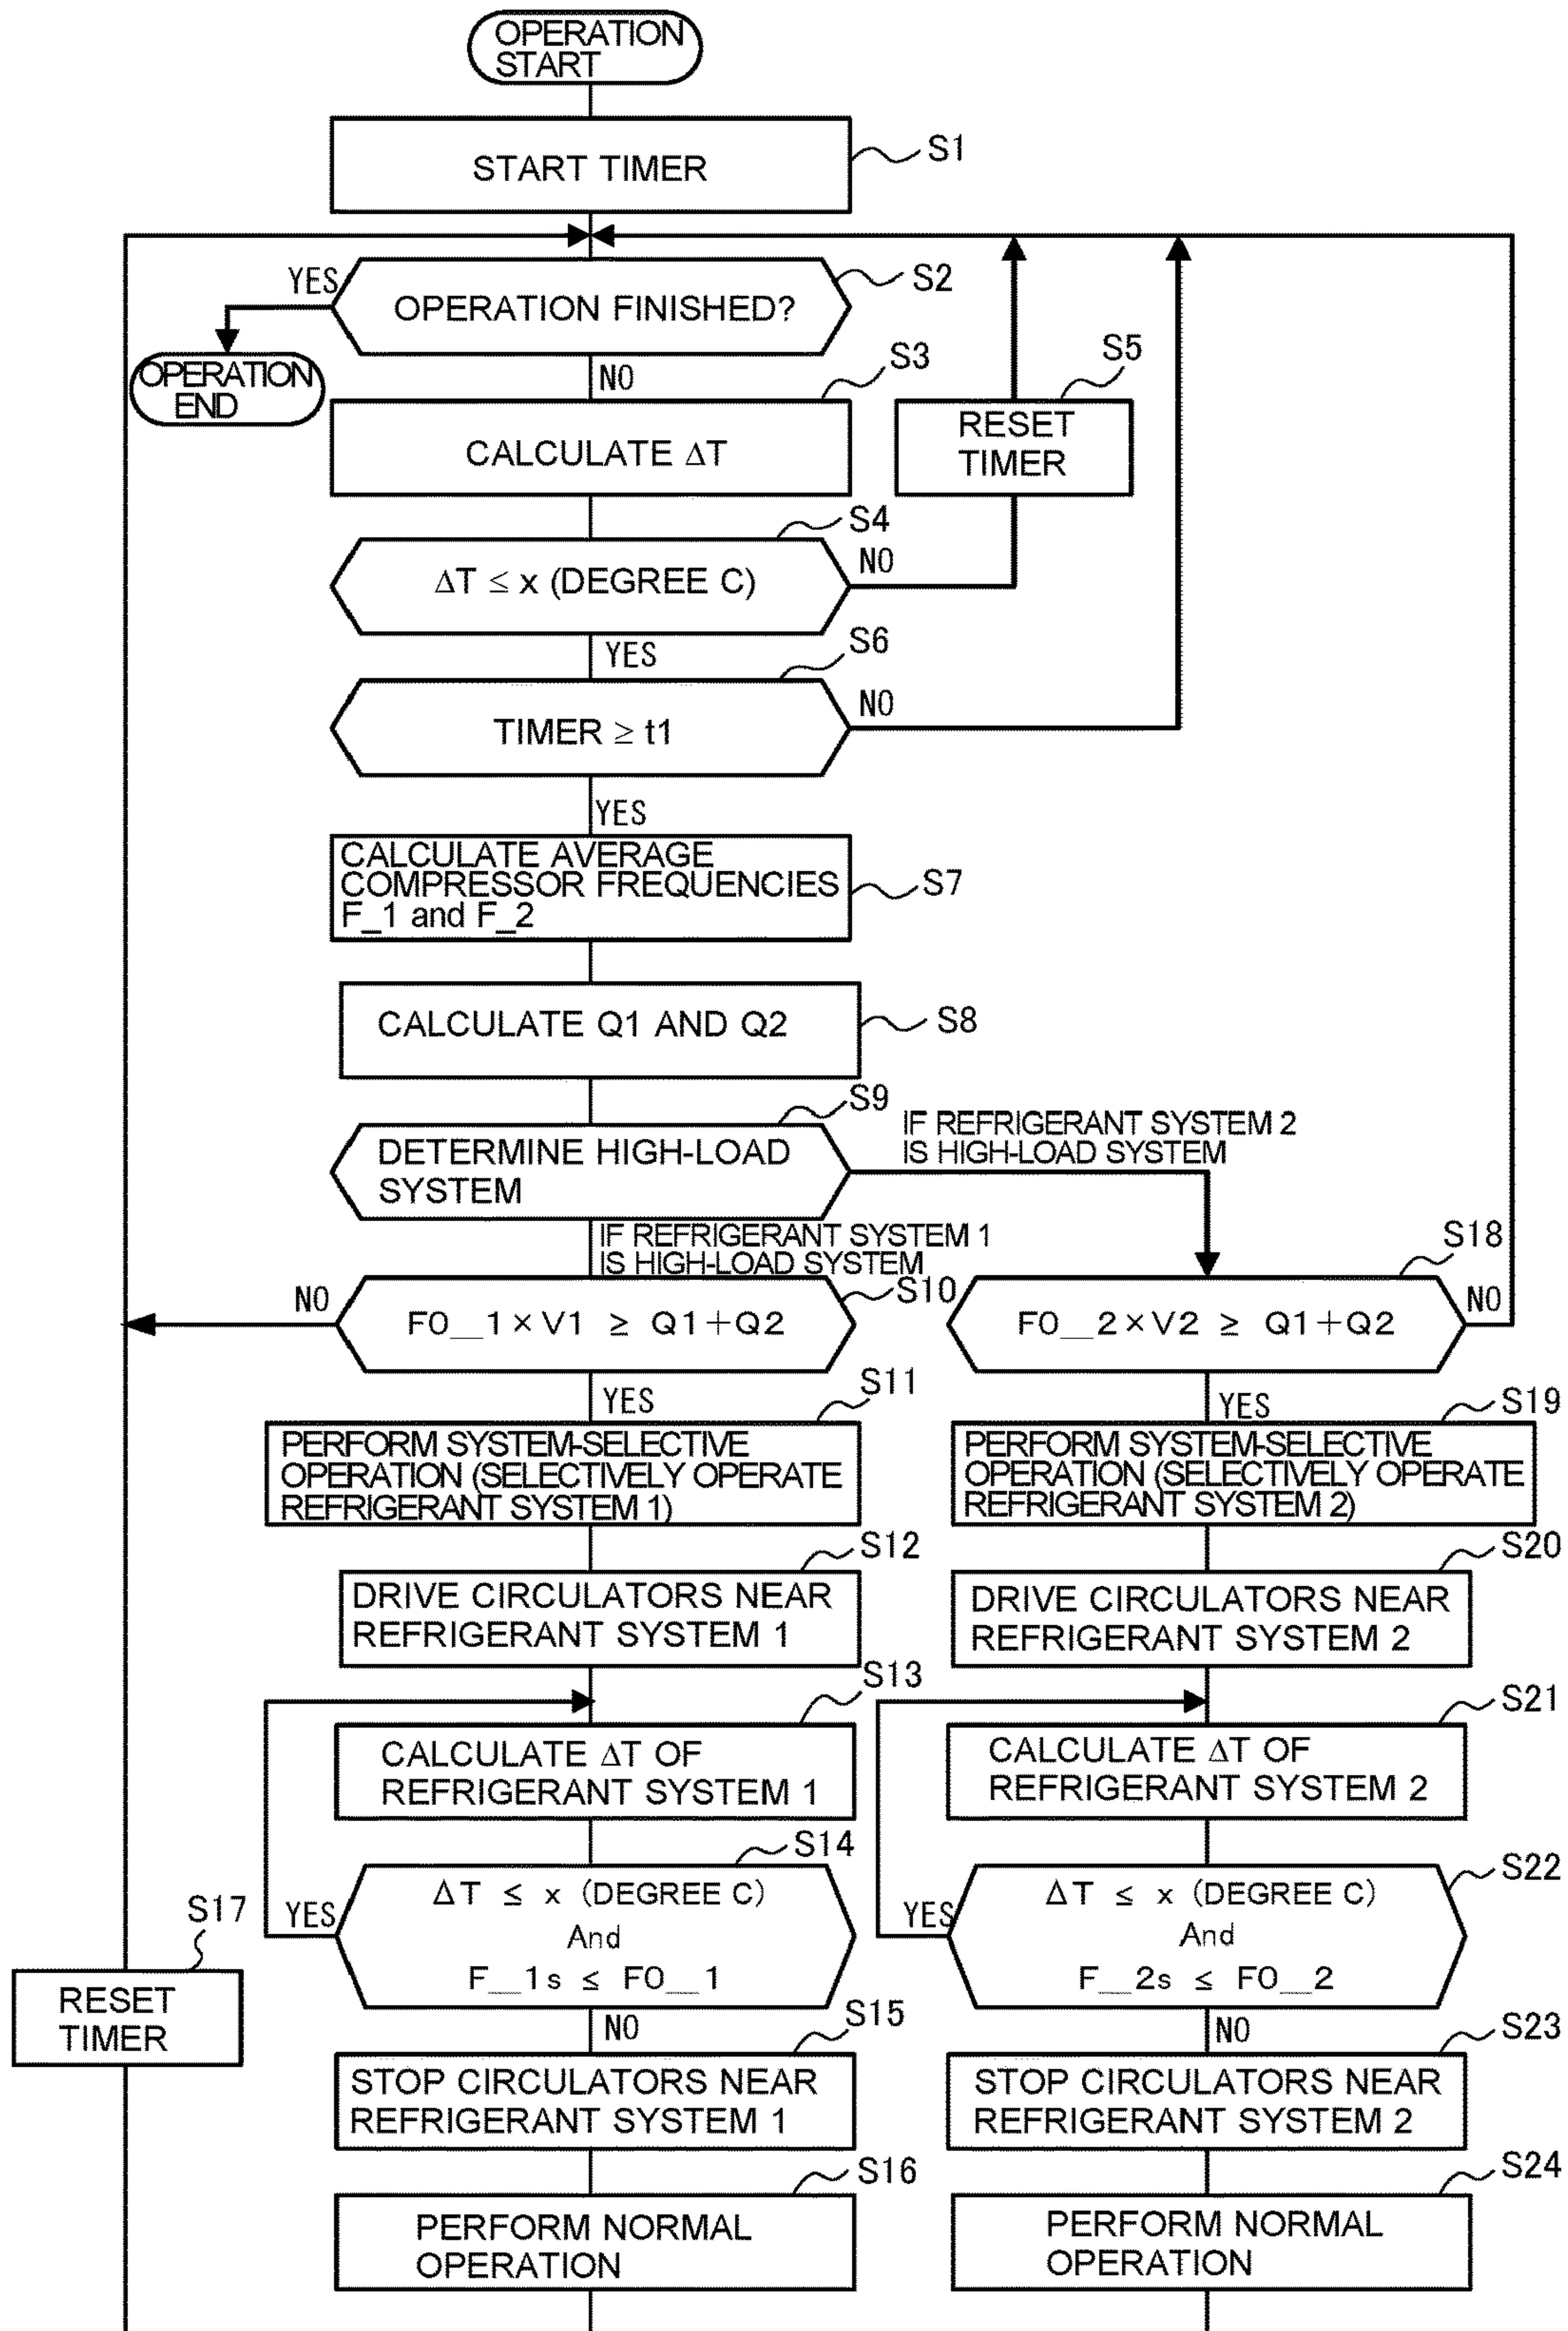 OPERATION
START
START TIMER
S1
YES
OPERATION FINISHED?
S2
OPERATION
END
NO
S3
CALCULATE ΔT
S5
RESET
TIMER
S4
ΔT ≤ x (DEGREE C)
NO
YES
S6
TIMER ≥ t1
NO
YES
CALCULATE AVERAGE
COMPRESSOR FREQUENCIES
F_1 and F_2
S7
CALCULATE Q1 AND Q2
S8
S9
DETERMINE HIGH-LOAD
SYSTEM
IF REFRIGERANT SYSTEM 2
IS HIGH-LOAD SYSTEM
IF REFRIGERANT SYSTEM 1
IS HIGH-LOAD SYSTEM
NO
S10
F0__1×V1 ≥ Q1+Q2
S18
F0__2×V2 ≥ Q1+Q2
NO
YES
S11
PERFORM SYSTEM-SELECTIVE
OPERATION (SELECTIVELY OPERATE
REFRIGERANT SYSTEM 1)
YES
S19
PERFORM SYSTEM-SELECTIVE
OPERATION (SELECTIVELY OPERATE
REFRIGERANT SYSTEM 2)
S12
DRIVE CIRCULATORS NEAR
REFRIGERANT SYSTEM 1
S20
DRIVE CIRCULATORS NEAR
REFRIGERANT SYSTEM 2
S13
CALCULATE ΔT OF
REFRIGERANT SYSTEM 1
S21
CALCULATE ΔT OF
REFRIGERANT SYSTEM 2
S14
YES
ΔT ≤ x (DEGREE C)
And
F__1s ≤ F0__1
S22
YES
ΔT ≤ x (DEGREE C)
And
F__2s ≤ F0__2
S17
RESET
TIMER
NO
S15
STOP CIRCULATORS NEAR
REFRIGERANT SYSTEM 1
NO
S23
STOP CIRCULATORS NEAR
REFRIGERANT SYSTEM 2
S16
PERFORM NORMAL
OPERATION
S24
PERFORM NORMAL
OPERATION